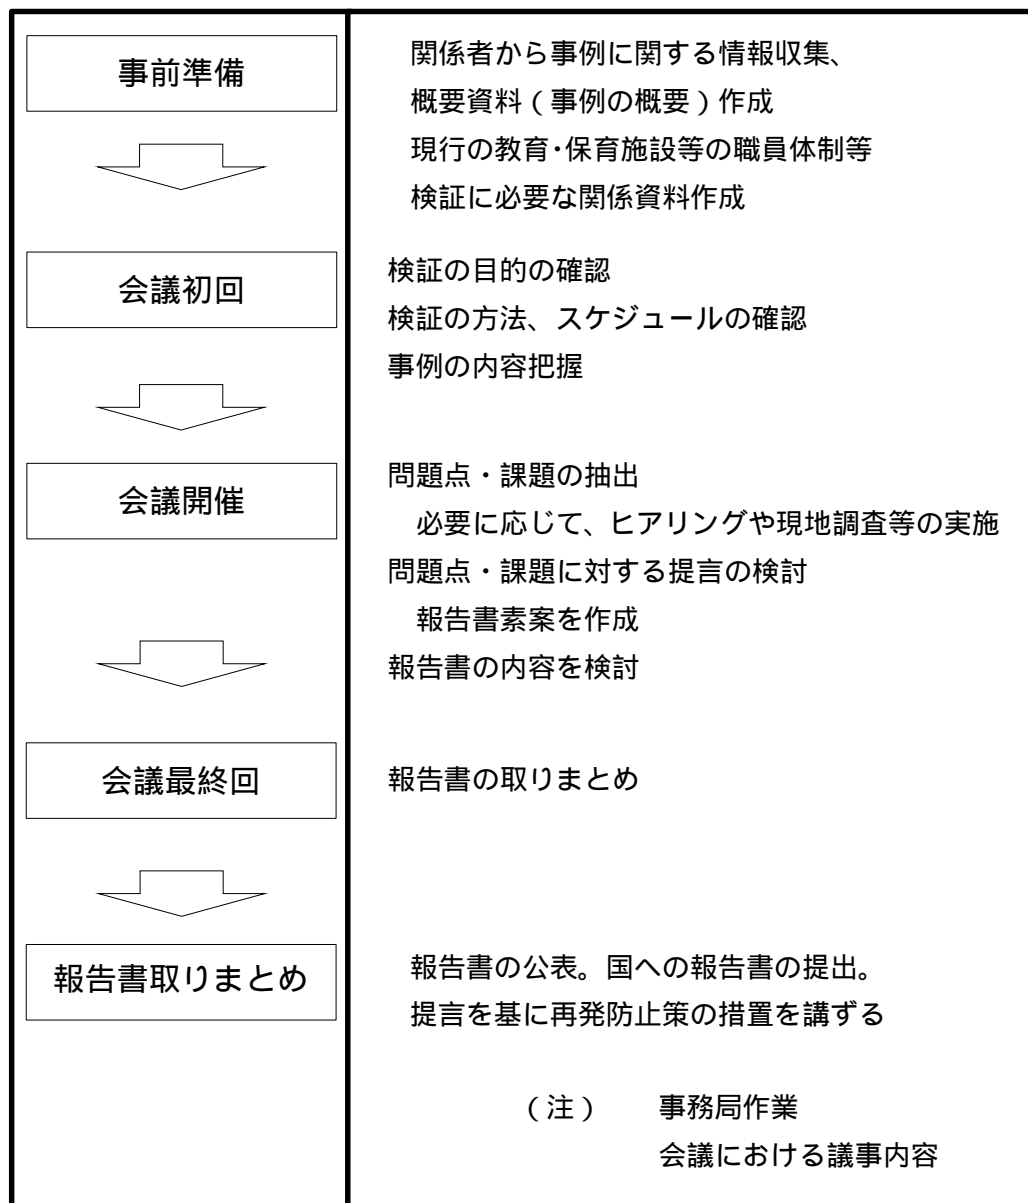 事前準備
関係者から事例に関する情報収集、
概要資料（事例の概要）作成
現行の教育・保育施設等の職員体制等
検証に必要な関係資料作成
会議初回
検証の目的の確認
検証の方法、スケジュールの確認
事例の内容把握
会議開催
問題点・課題の抽出
必要に応じて、ヒアリングや現地調査等の実施
問題点・課題に対する提言の検討
報告書素案を作成
報告書の内容を検討
会議最終回
報告書の取りまとめ
報告書取りまとめ
報告書の公表。国への報告書の提出。
提言を基に再発防止策の措置を講ずる
（注）　　事務局作業
会議における議事内容